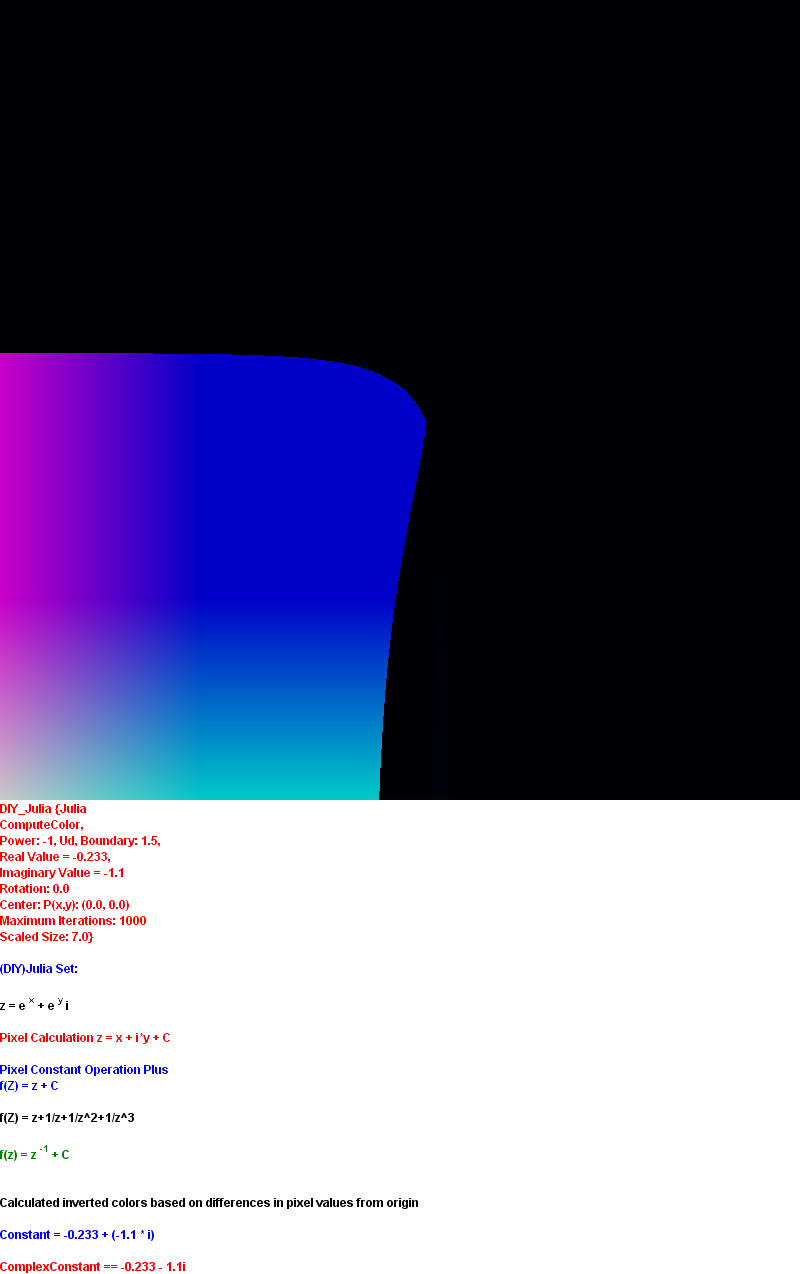 DIY_Julia {Julia
ComputeColor,
Power: -1, Ud, Boundary: 1.5,
Real Value = -0.233,
Imaginary Value = -1.1
Rotation: 0.0
Center: P(x,y): (0.0, 0.0)
Maximum Iterations: 1000
Scaled Size: 7.0}
(DIY)Julia Set:
z = e x + e y i
Pixel Calculation z = x + i*y + C
Pixel Constant Operation Plus
f(Z) = z + C
f(Z) = z+1/z+1/z^2+1/z^3
f(z) = z -1 + C
Calculated inverted colors based on differences in pixel values from origin
Constant = -0.233 + (-1.1 * i)
ComplexConstant == -0.233 - 1.1i